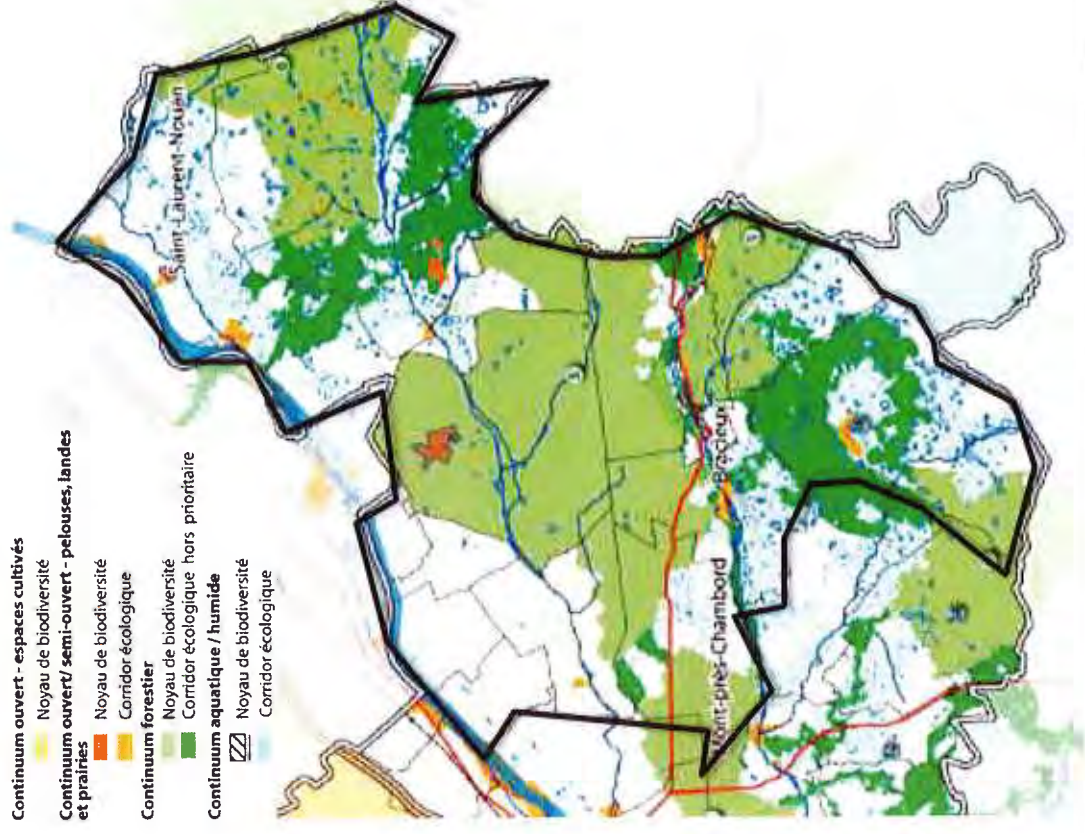 Continuum ouvert - espaces cultivés
Noyau de biodiversité
Continuum ouvert/ semi-ouvert - pelouses, landes
et prairies
Noyau de biodiversité
Corridor écologique
Continuum forestier
Noyau de biodiversité
Corridor écologique hors prioritaire
Continuum aquatique / humide
Noyau de biodiversité
Corridor écologique
Saint-Laurent-Nouan
Bracieux
Mont-près-Chambord